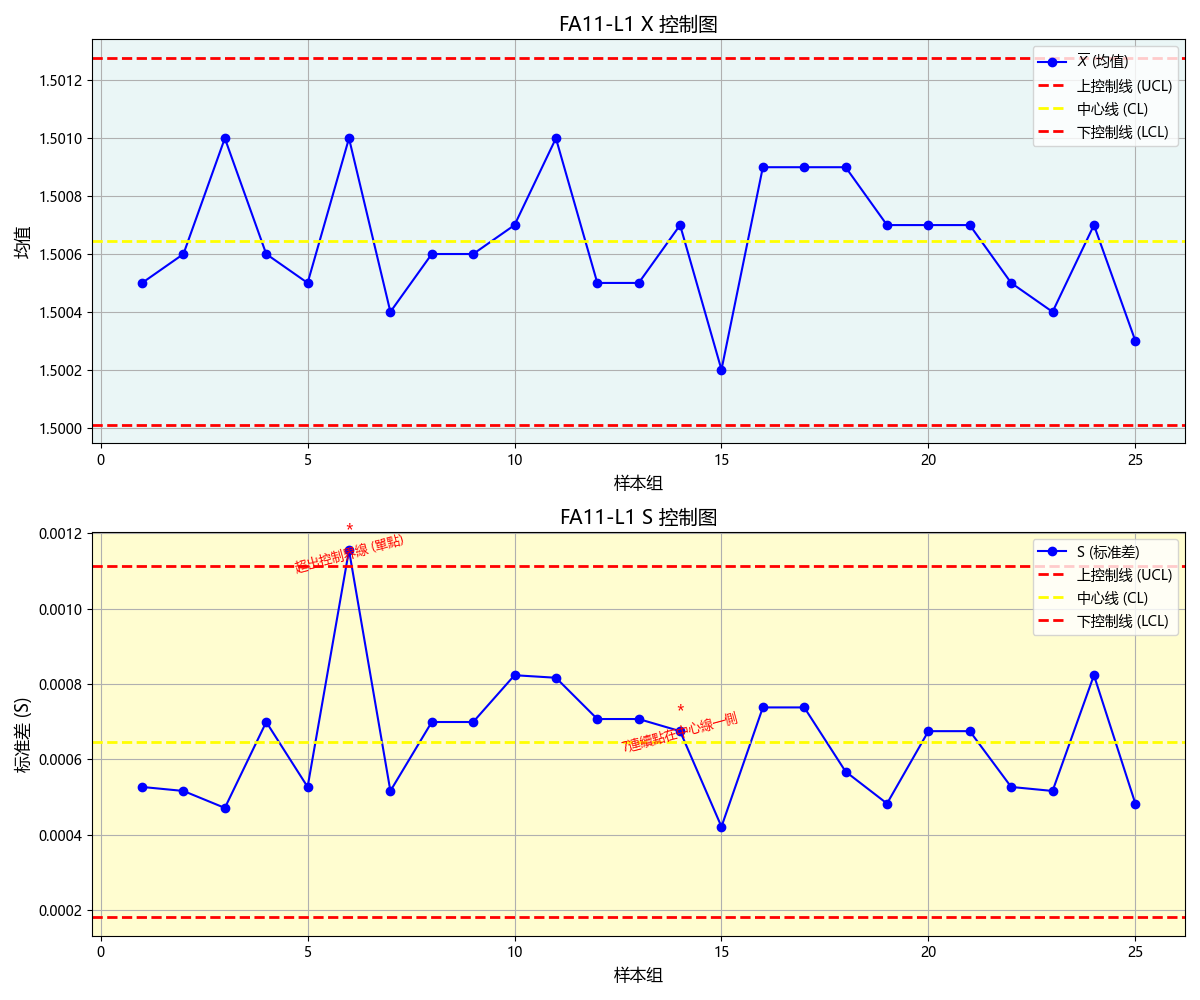 FA11-L1 X 控制图
均值
1.5012
1.5010
1.5008
1.5006
1.5004
1.5002
1.5000
X (均值)
上控制线 (UCL)
中心线 (CL)
下控制线 (LCL)
0 5 10 15 20 25
样本组
FA11-L1 S 控制图
标准差 (S)
0.0012
0.0010
0.0008
0.0006
0.0004
0.0002
*
超出控制界線 (單點)
*
7連續點在中心線一側
S (标准差)
上控制线 (UCL)
中心线 (CL)
下控制线 (LCL)
0 5 10 15 20 25
样本组